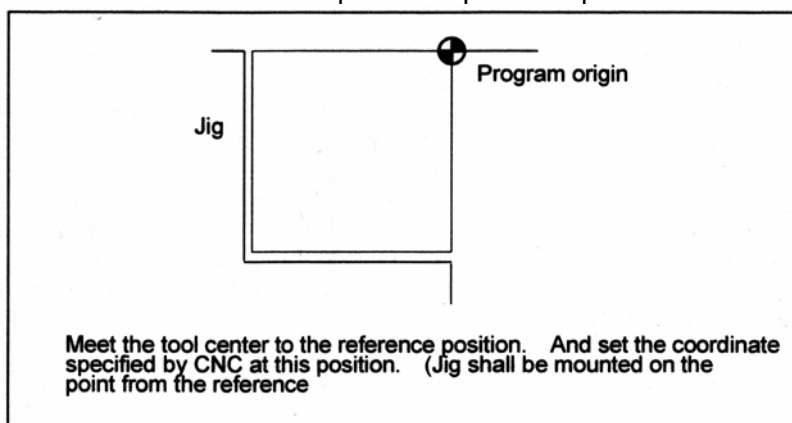 Program origin
Jig
Meet the tool center to the reference position. And set the coordinate
specified by CNC at this position. (Jig shall be mounted on the
point from the reference